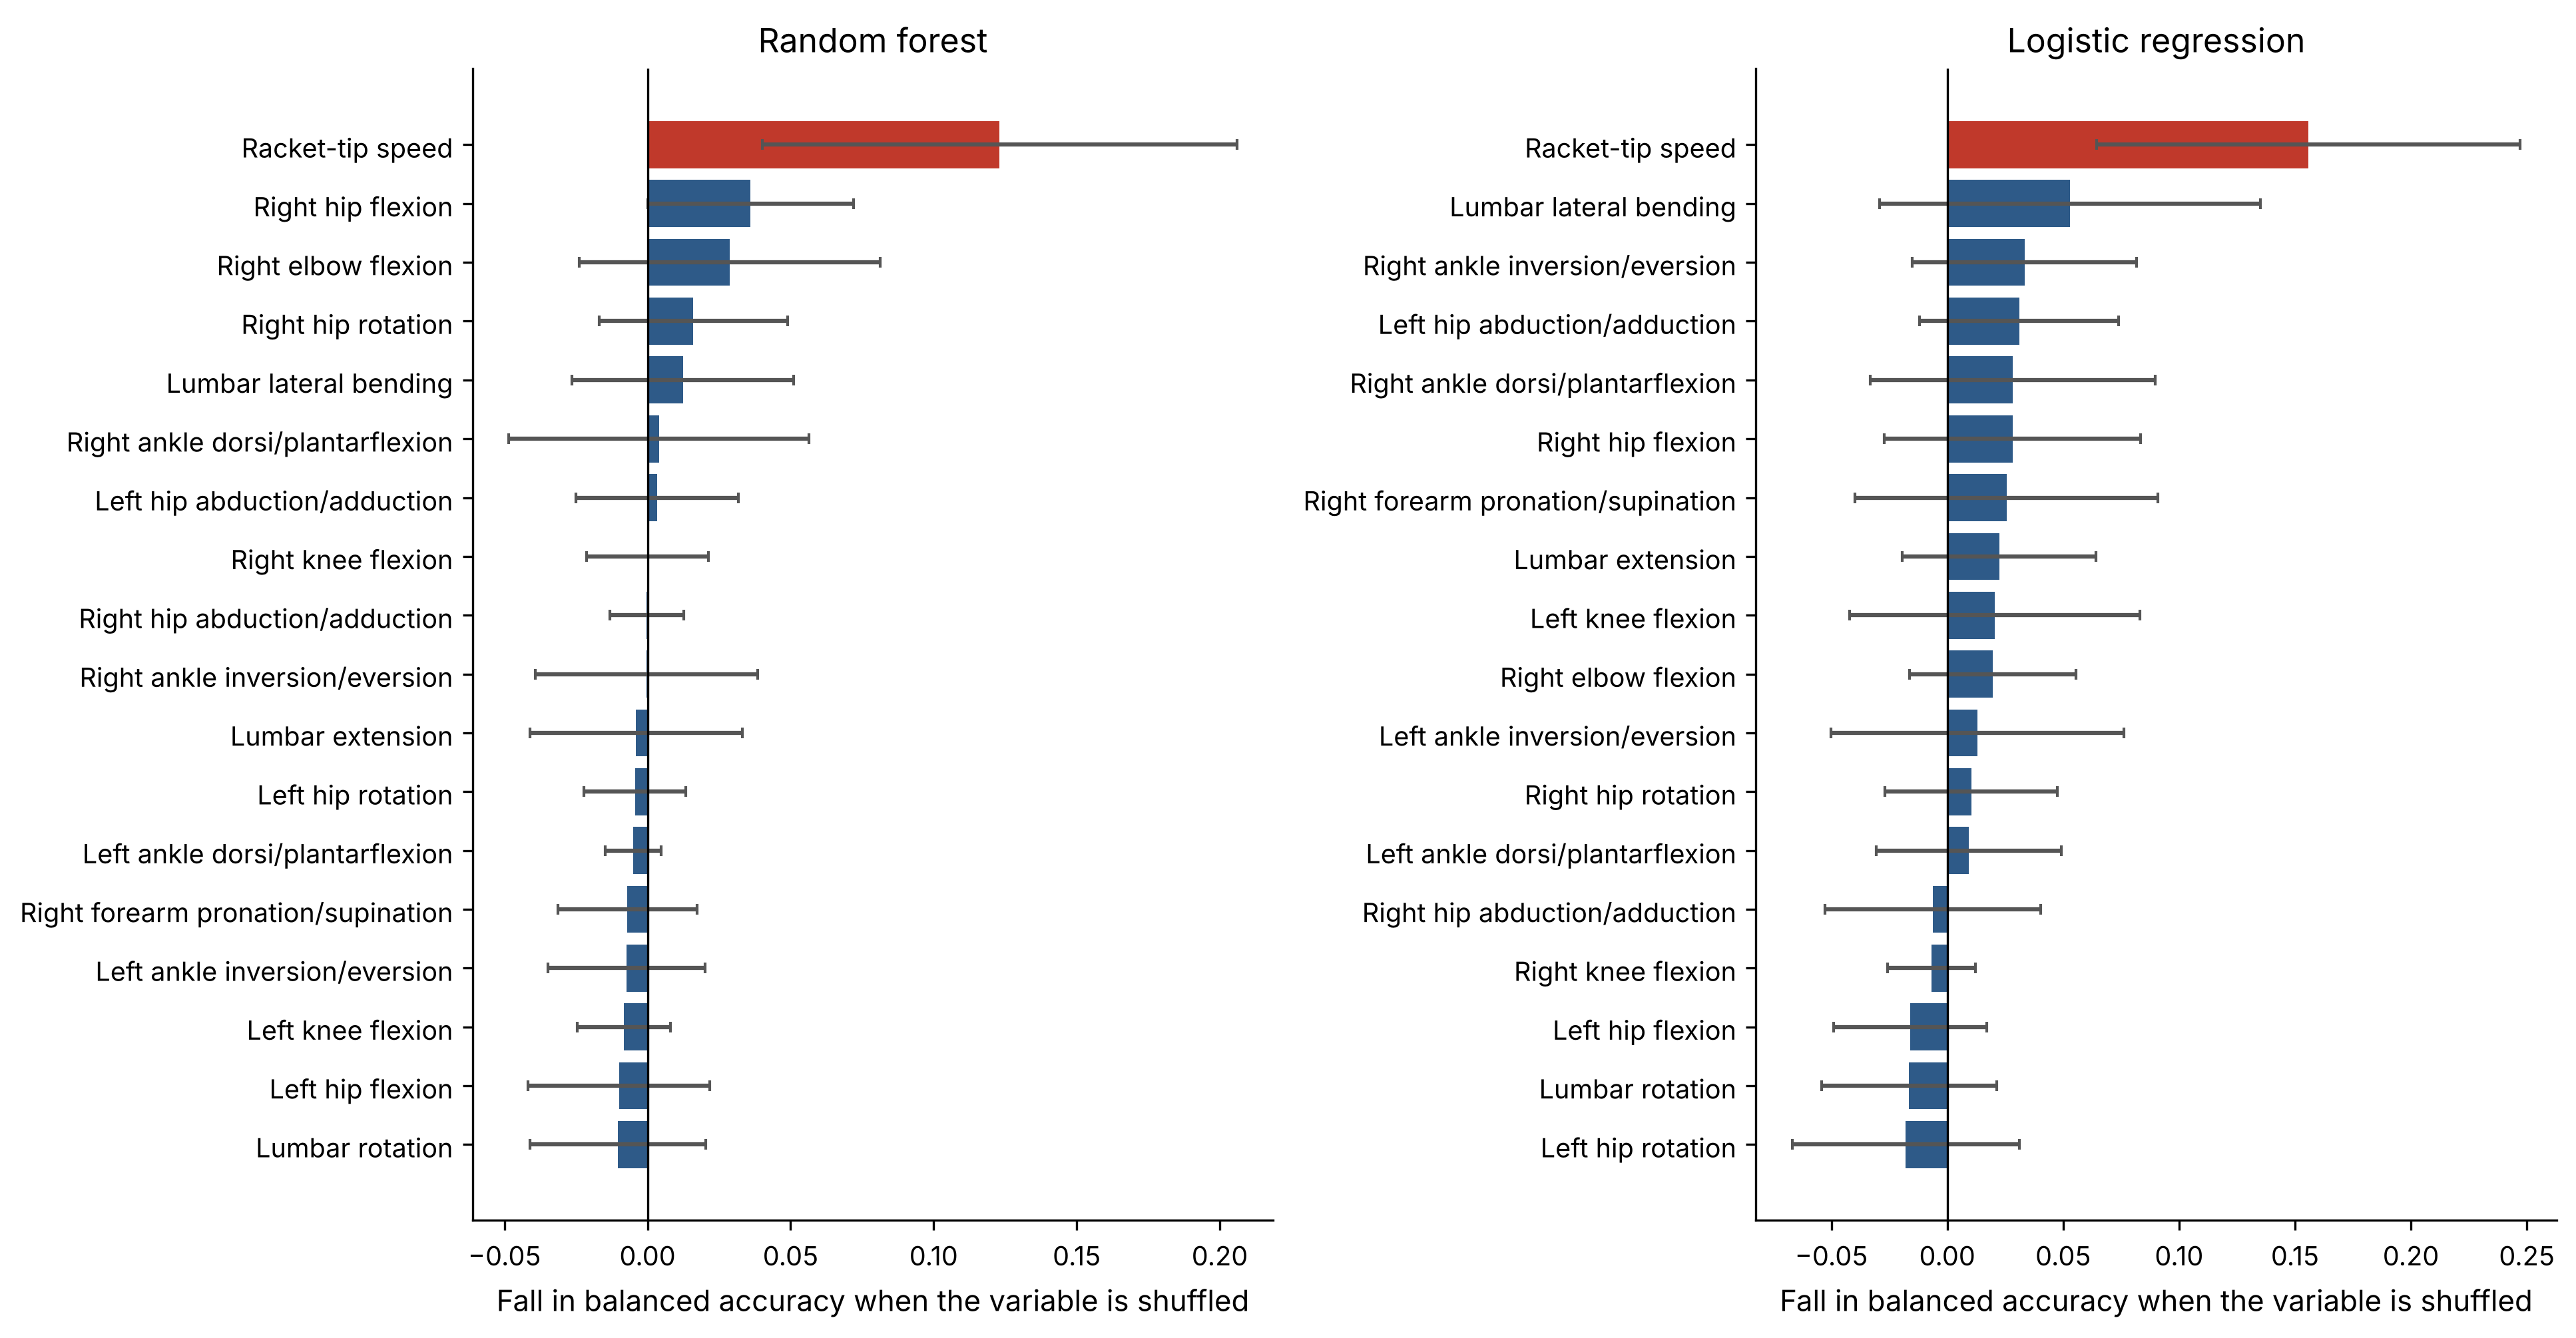 Random forest
Racket-tip speed
Right hip flexion
Right elbow flexion
Right hip rotation
Lumbar lateral bending
Right ankle dorsi/plantarflexion
Left hip abduction/adduction
Right knee flexion
Right hip abduction/adduction
Right ankle inversion/eversion
Lumbar extension
Left hip rotation
Left ankle dorsi/plantarflexion
Right forearm pronation/supination
Left ankle inversion/eversion
Left knee flexion
Left hip flexion
Lumbar rotation
−0.05 0.00 0.05 0.10 0.15 0.20
Fall in balanced accuracy when the variable is shuffled
Logistic regression
Racket-tip speed
Lumbar lateral bending
Right ankle inversion/eversion
Left hip abduction/adduction
Right ankle dorsi/plantarflexion
Right hip flexion
Right forearm pronation/supination
Lumbar extension
Left knee flexion
Right elbow flexion
Left ankle inversion/eversion
Right hip rotation
Left ankle dorsi/plantarflexion
Right hip abduction/adduction
Right knee flexion
Left hip flexion
Lumbar rotation
Left hip rotation
−0.05 0.00 0.05 0.10 0.15 0.20 0.25
Fall in balanced accuracy when the variable is shuffled